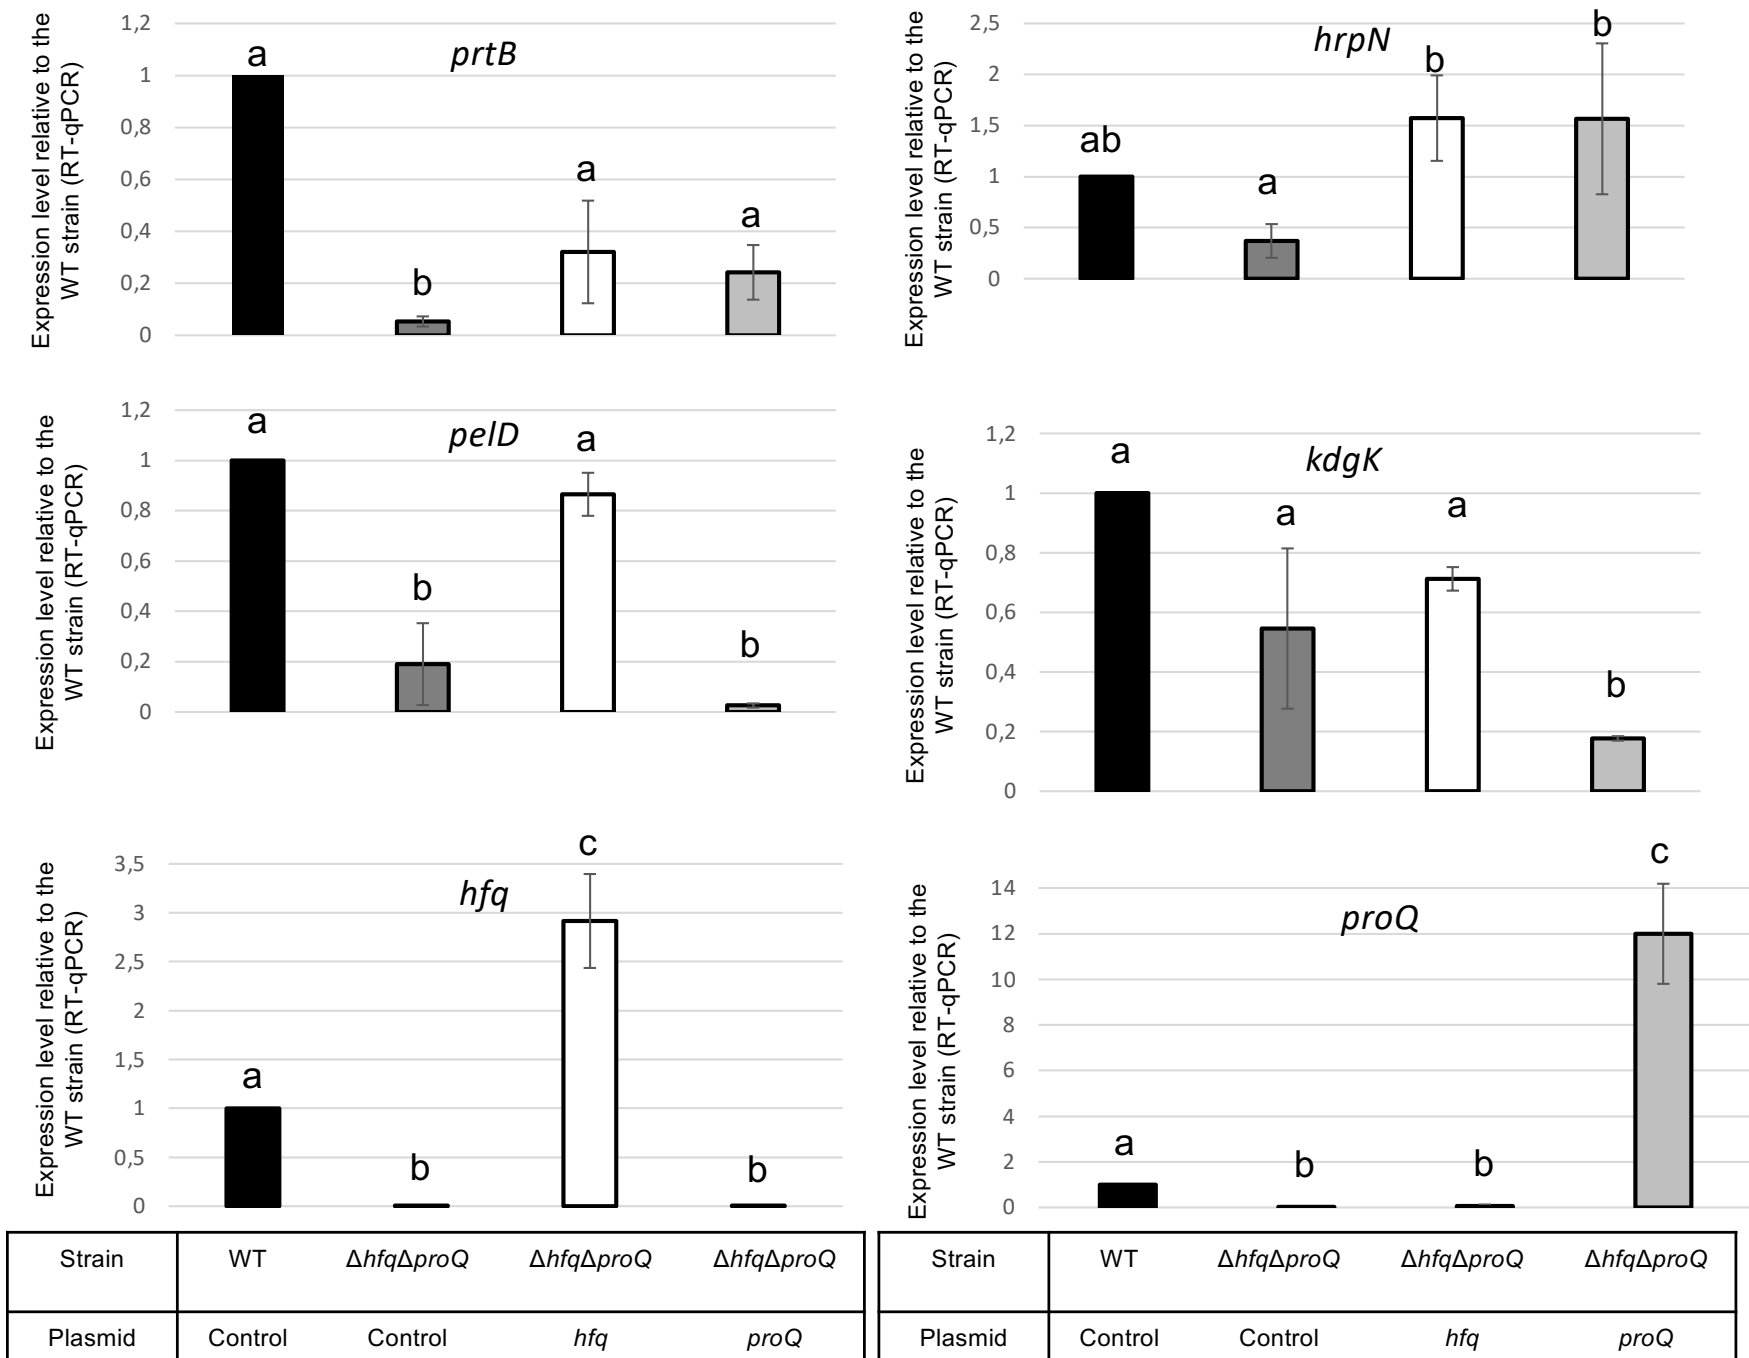 Expression level relative to the
WT strain (RT-qPCR)
prtB
1,2
1
0,8
0,6
0,4
0,2
0
a
b
a
a
Expression level relative to the
WT strain (RT-qPCR)
hrpN
2,5
2
1,5
1
0,5
0
ab
a
b
b
Expression level relative to the
WT strain (RT-qPCR)
pelD
1,2
1
0,8
0,6
0,4
0,2
0
a
b
a
b
Expression level relative to the
WT strain (RT-qPCR)
kdgK
1,2
1
0,8
0,6
0,4
0,2
0
a
a
a
b
Expression level relative to the
WT strain (RT-qPCR)
hfq
3,5
3
2,5
2
1,5
1
0,5
0
a
b
c
b
Expression level relative to the
WT strain (RT-qPCR)
proQ
14
12
10
8
6
4
2
0
a
b
b
c
Strain WT ΔhfqΔproQ ΔhfqΔproQ ΔhfqΔproQ
Plasmid Control Control hfq proQ
Strain WT ΔhfqΔproQ ΔhfqΔproQ ΔhfqΔproQ
Plasmid Control Control hfq proQ